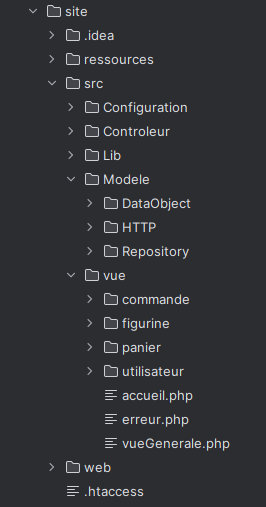 site
.idea
ressources
src
Configuration
Controleur
Lib
Modele
DataObject
HTTP
Repository
vue
commande
figurine
panier
utilisateur
accueil.php
erreur.php
vueGenerale.php
web
.htaccess